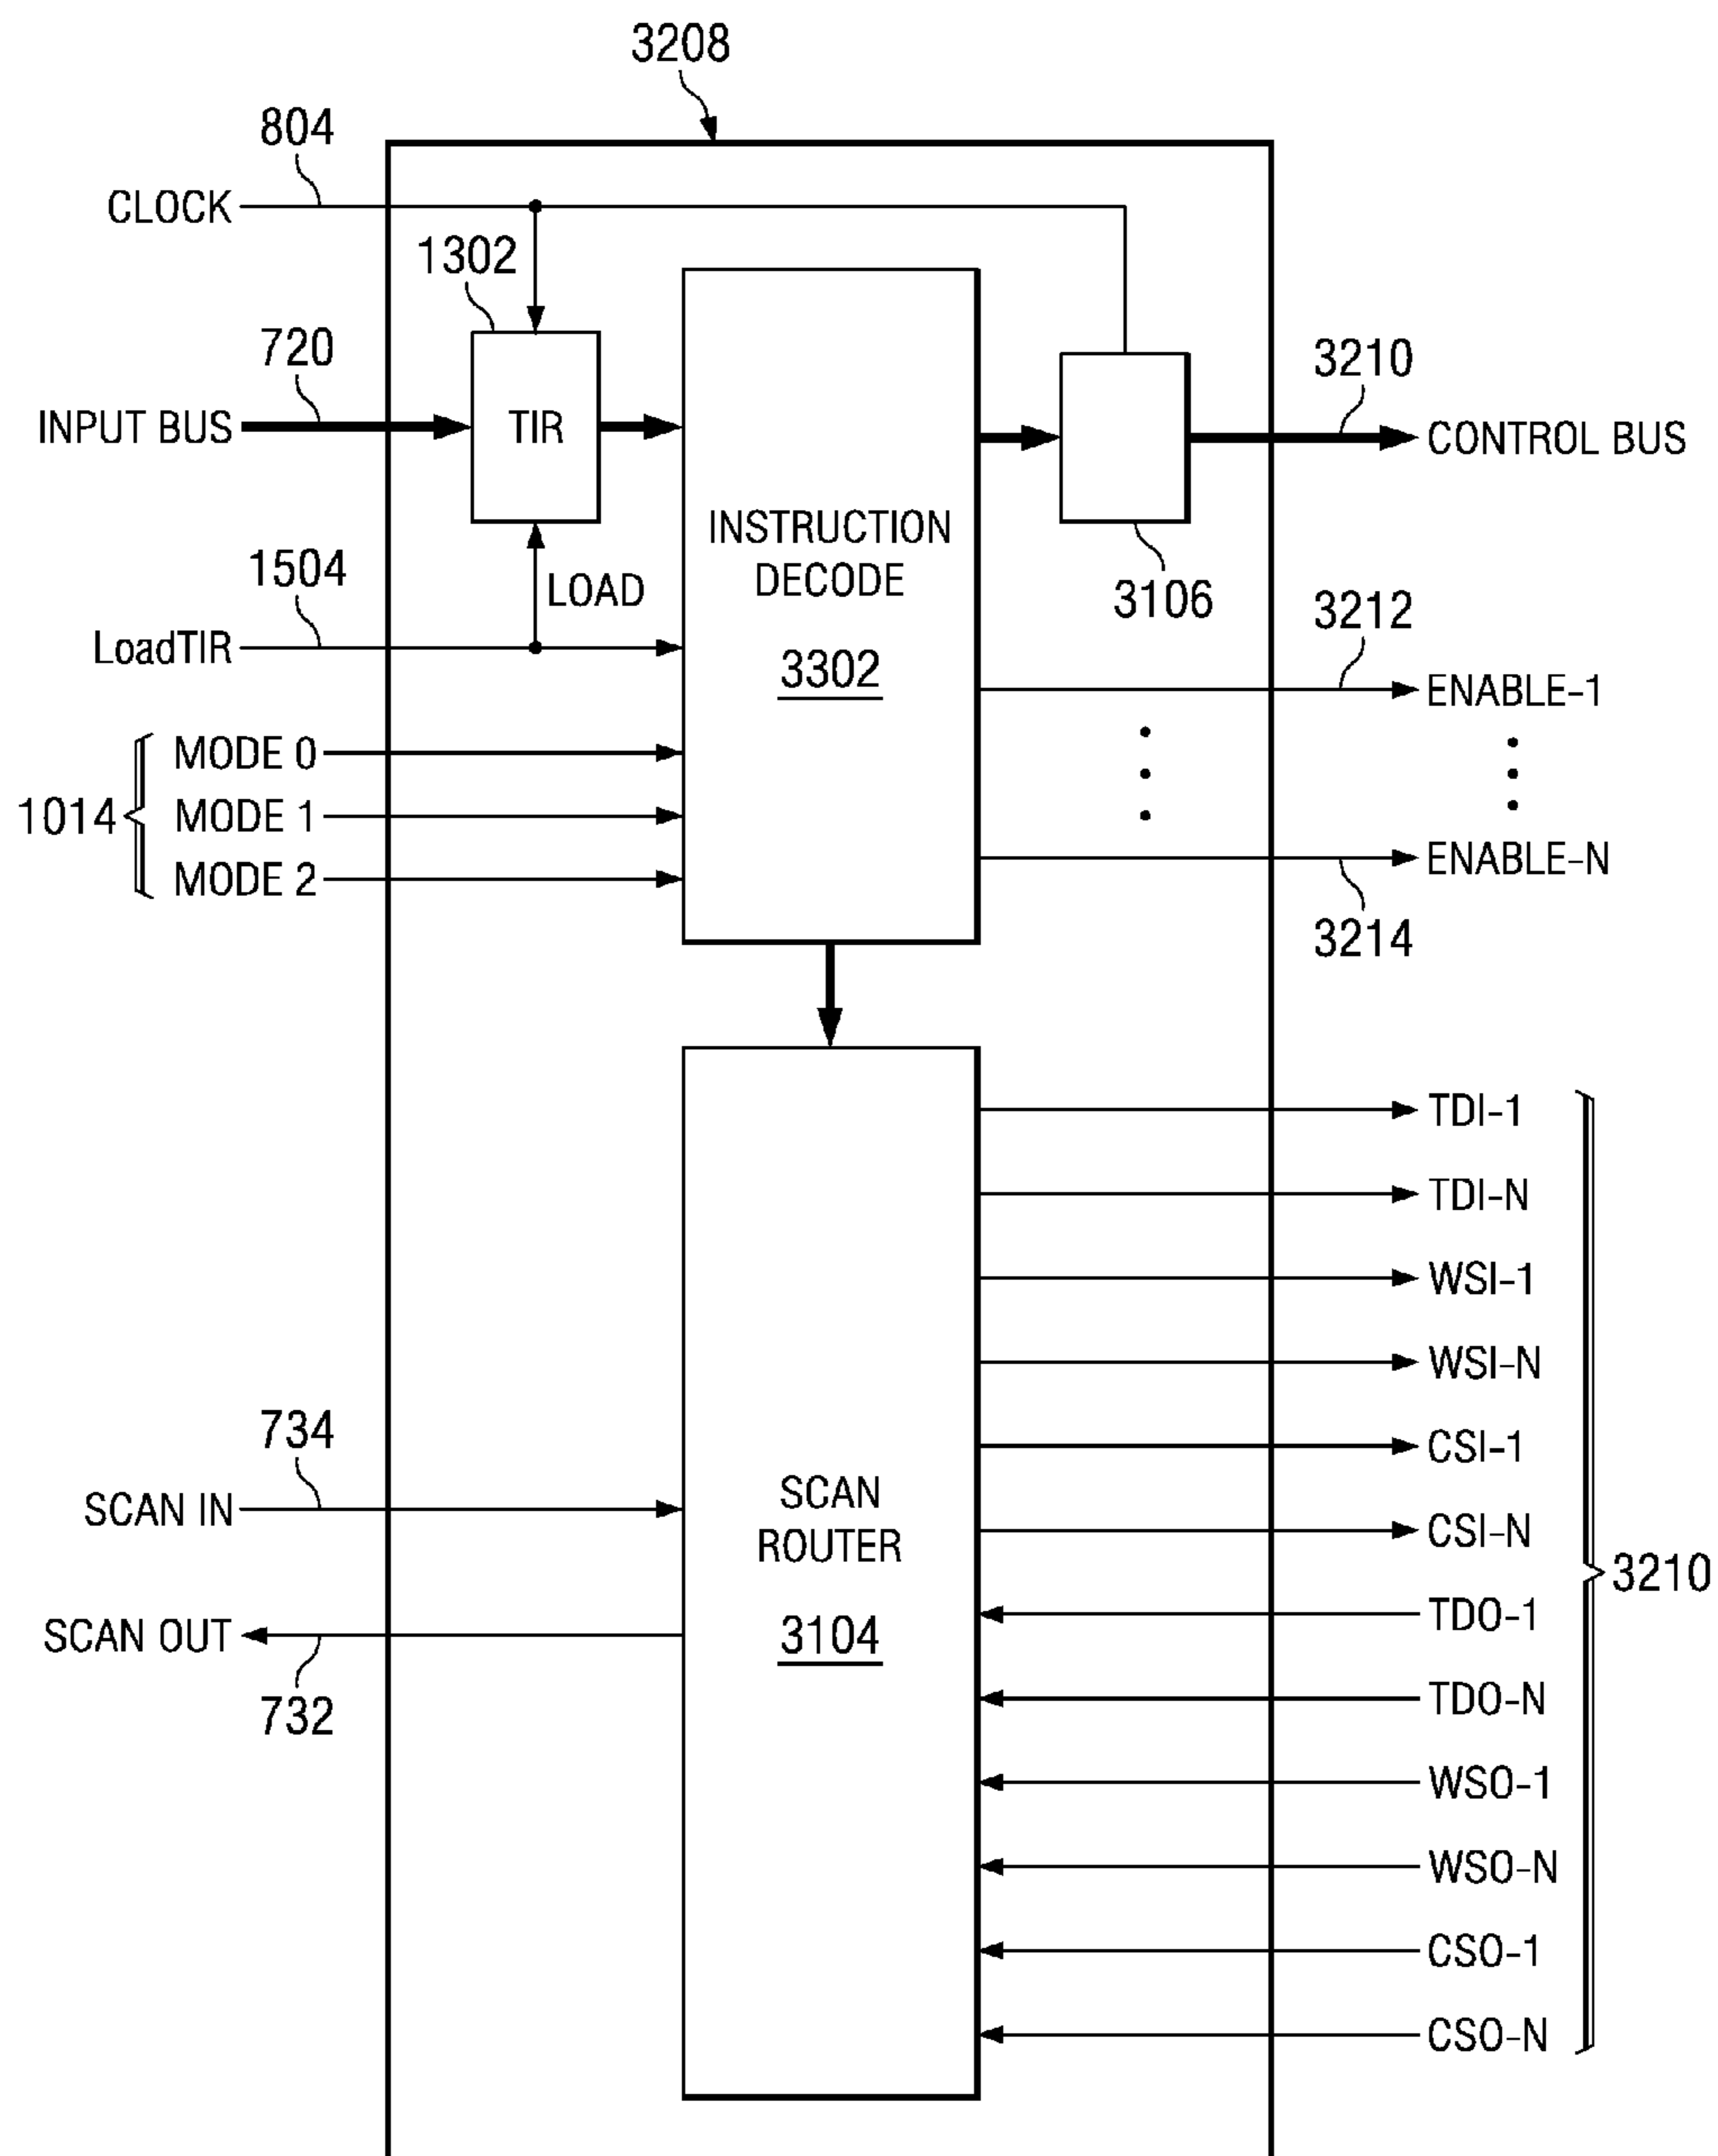 3208
804
CLOCK
1302
720
INPUT BUS
TIR
3210
CONTROL BUS
INSTRUCTION
DECODE
3302
3106
1504
LOAD
LoadTIR
3212
ENABLE-1
MODE 0
1014
MODE 1
MODE 2
ENABLE-N
3214
TDI-1
TDI-N
WSI-1
WSI-N
734
CSI-1
SCAN IN
SCAN
ROUTER
3104
CSI-N
3210
TDO-1
SCAN OUT
732
TDO-N
WSO-1
WSO-N
CSO-1
CSO-N